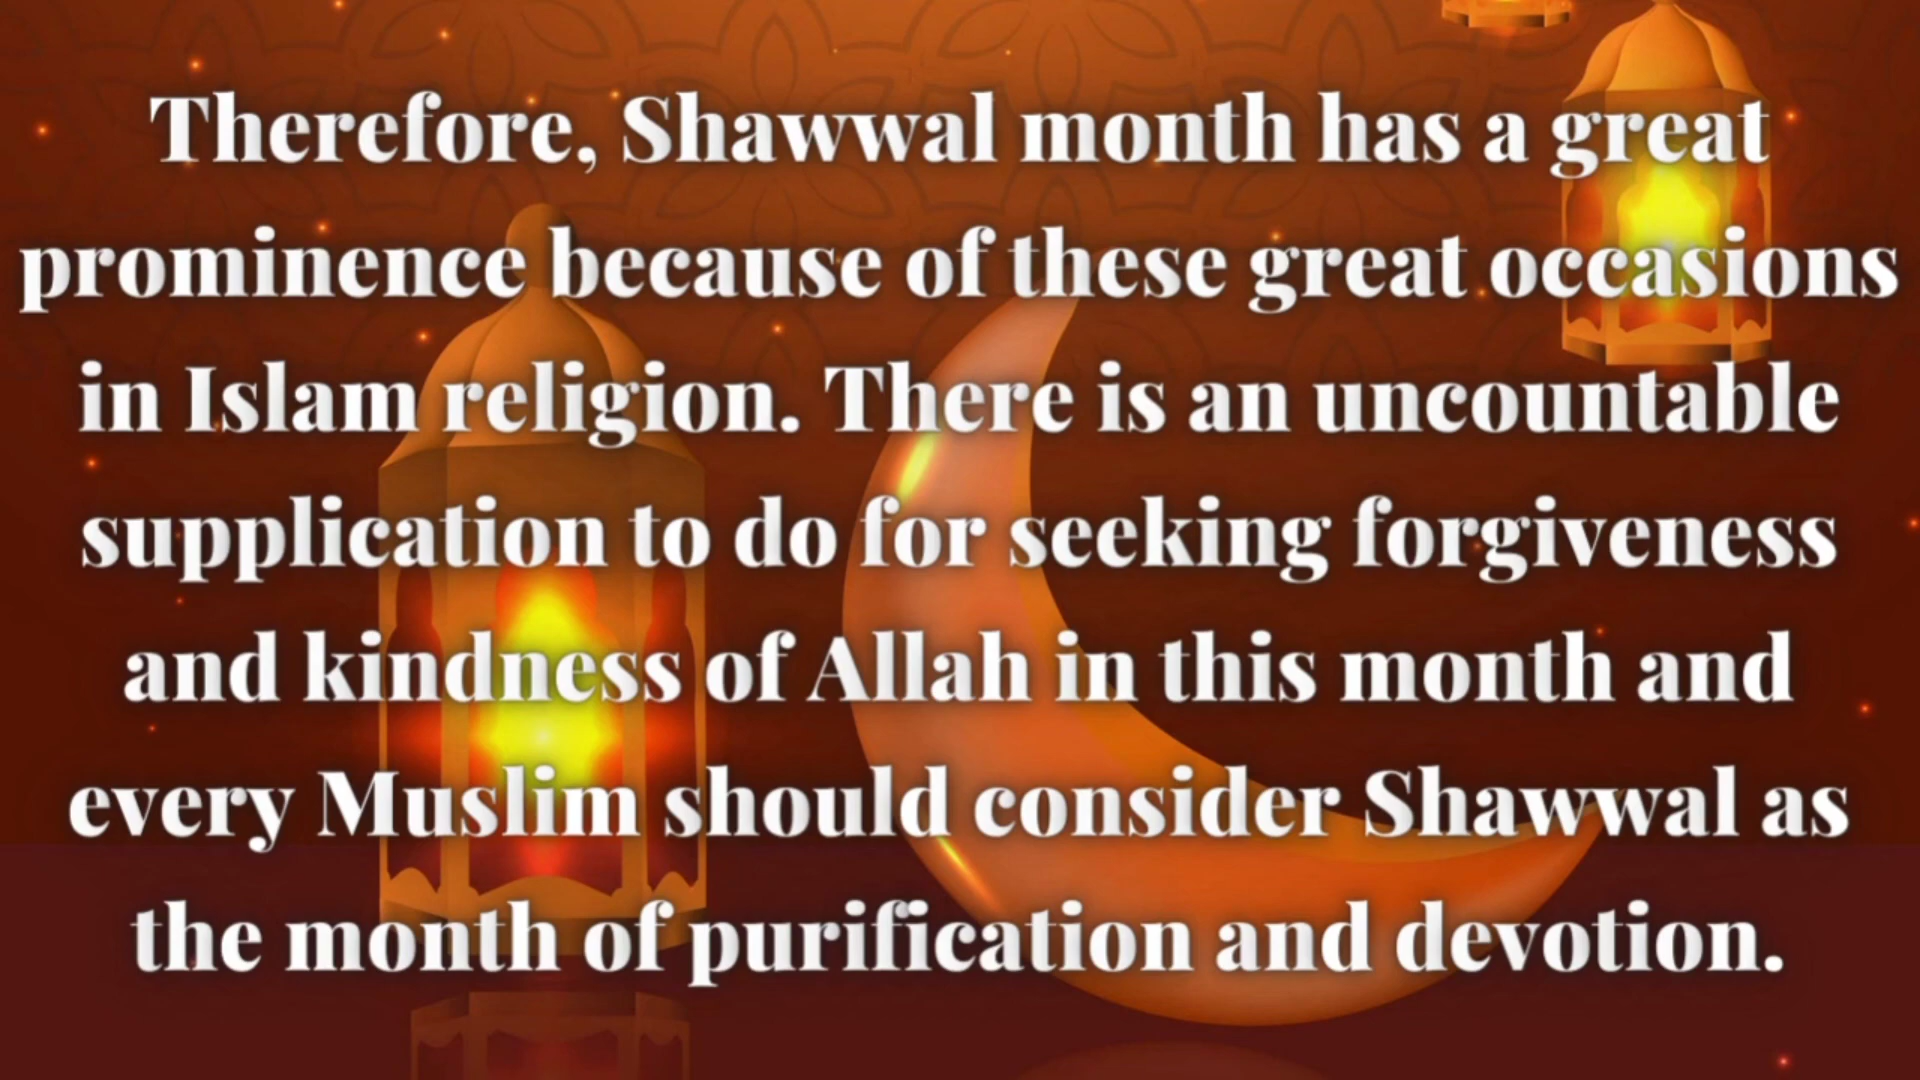 Therefore, Shawwal month has a great
prominence because of these great occasions
in Islam religion. There is an uncountable
supplication to do for seeking forgiveness
and kindness of Allah in this month and
every Muslim should consider Shawwal as
the month of purification and devotion.